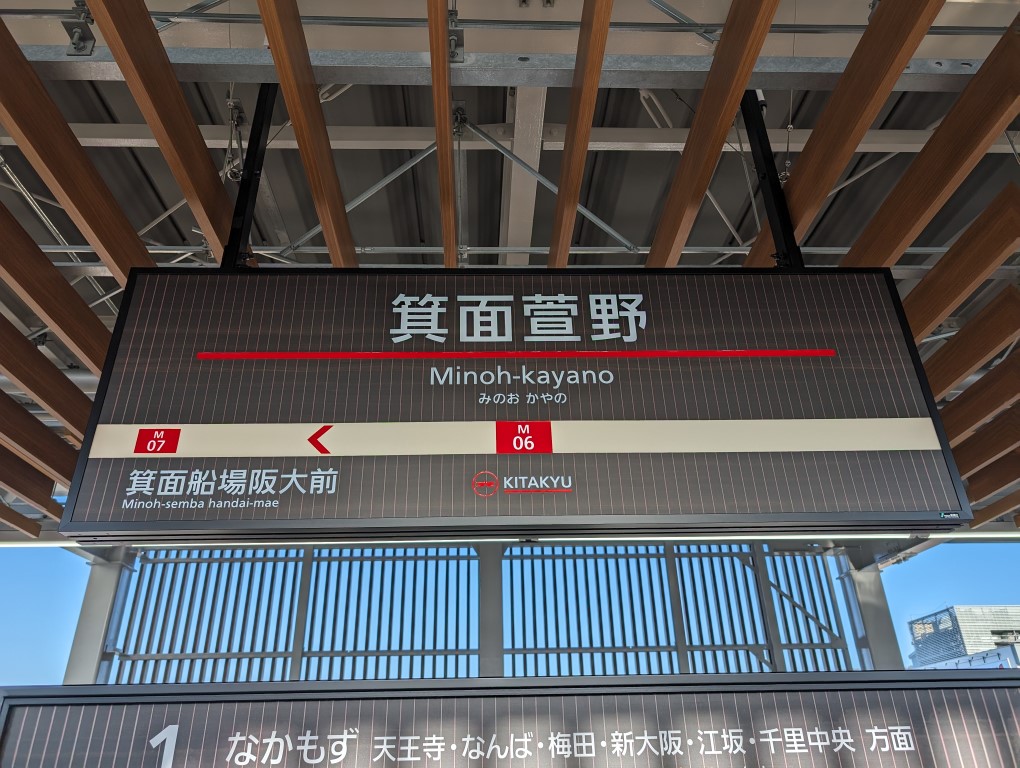 箕面萱野
Minoh-kayano
みのお かやの
M
07
M
06
箕面船場阪大前
Minoh-semba handai-mae
KITAKYU
1 なかもず 天王寺・なんば・梅田・新大阪・江坂・千里中央 方面